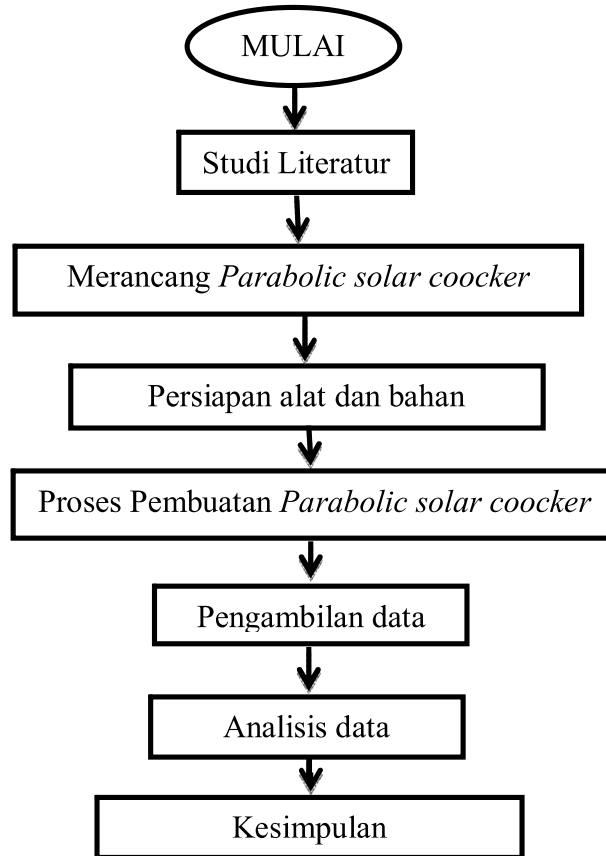 MULAI
Studi Literatur
Merancang Parabolic solar coocker
Persiapan alat dan bahan
Proses Pembuatan Parabolic solar coocker
Pengambilan data
Analisis data
Kesimpulan